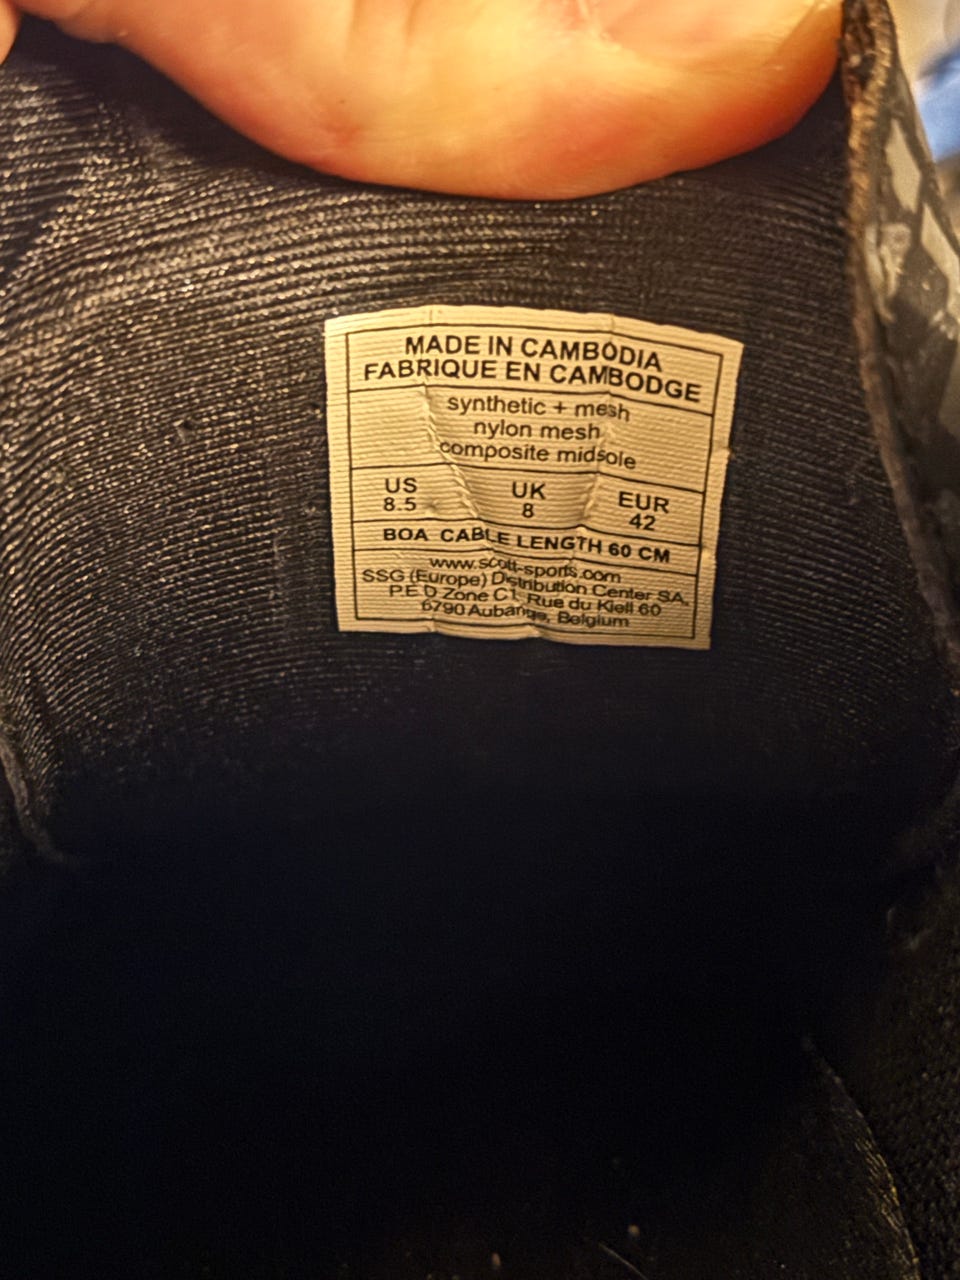 MADE IN CAMBODIA
FABRIQUE EN CAMBODGE
synthetic + mesh
nylon mesh
composite midsole
US UK EUR
8.5 8 42
BOA CABLE LENGTH 60 CM
www.scott-sports.com
SSG (Europe) Distribution Center SA,
P.E.D Zone C1, Rue du Kiell 60
6790 Aubange, Belgium